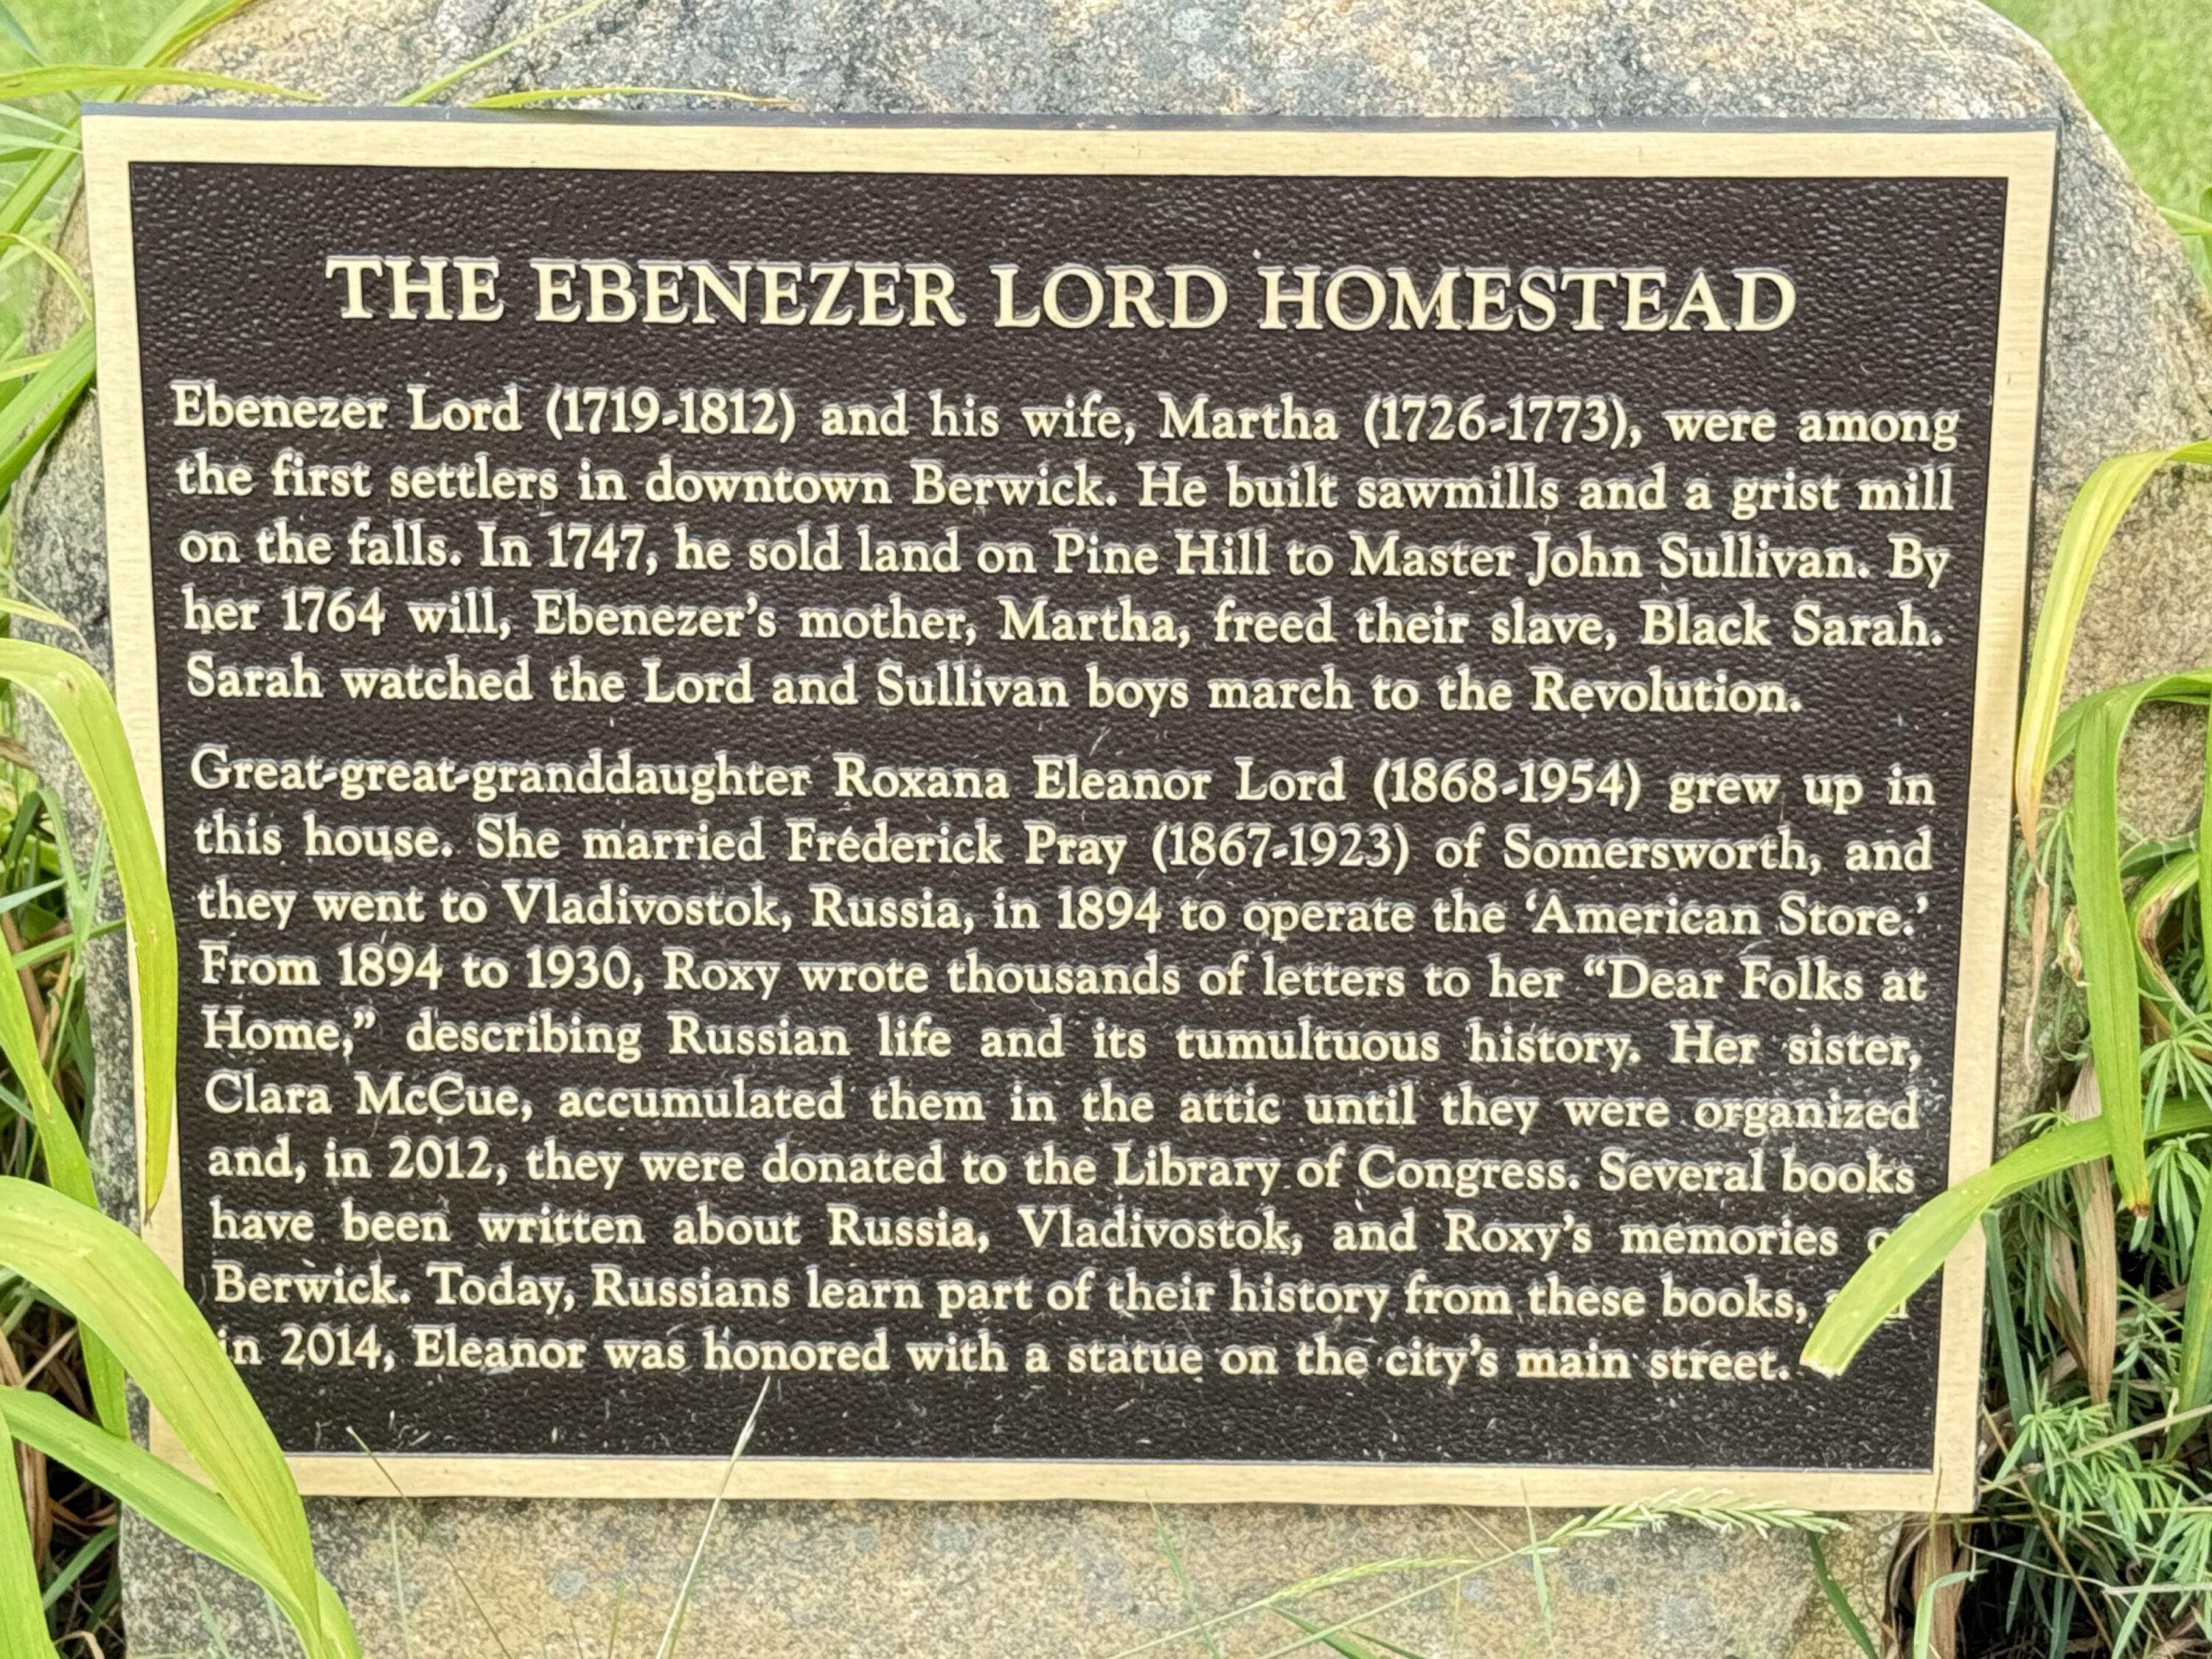 THE EBENEZER LORD HOMESTEAD
Ebenezer Lord (1719-1812) and his wife, Martha (1726-1773), were among
the first settlers in downtown Berwick. He built sawmills and a grist mill
on the falls. In 1747, he sold land on Pine Hill to Master John Sullivan. By
her 1764 will, Ebenezer's mother, Martha, freed their slave, Black Sarah.
Sarah watched the Lord and Sullivan boys march to the Revolution.
Great-great-granddaughter Roxana Eleanor Lord (1868-1954) grew up in
this house. She married Frederick Pray (1867-1923) of Somersworth, and
they went to Vladivostok, Russia, in 1894 to operate the ‘American Store.’
From 1894 to 1930, Roxy wrote thousands of letters to her “Dear Folks at
Home,” describing Russian life and its tumultuous history. Her sister,
Clara McCue, accumulated them in the attic until they were organized
and, in 2012, they were donated to the Library of Congress. Several books
have been written about Russia, Vladivostok, and Roxy's memories
Berwick. Today, Russians learn part of their history from these books,
in 2014, Eleanor was honored with a statue on the city's main street.